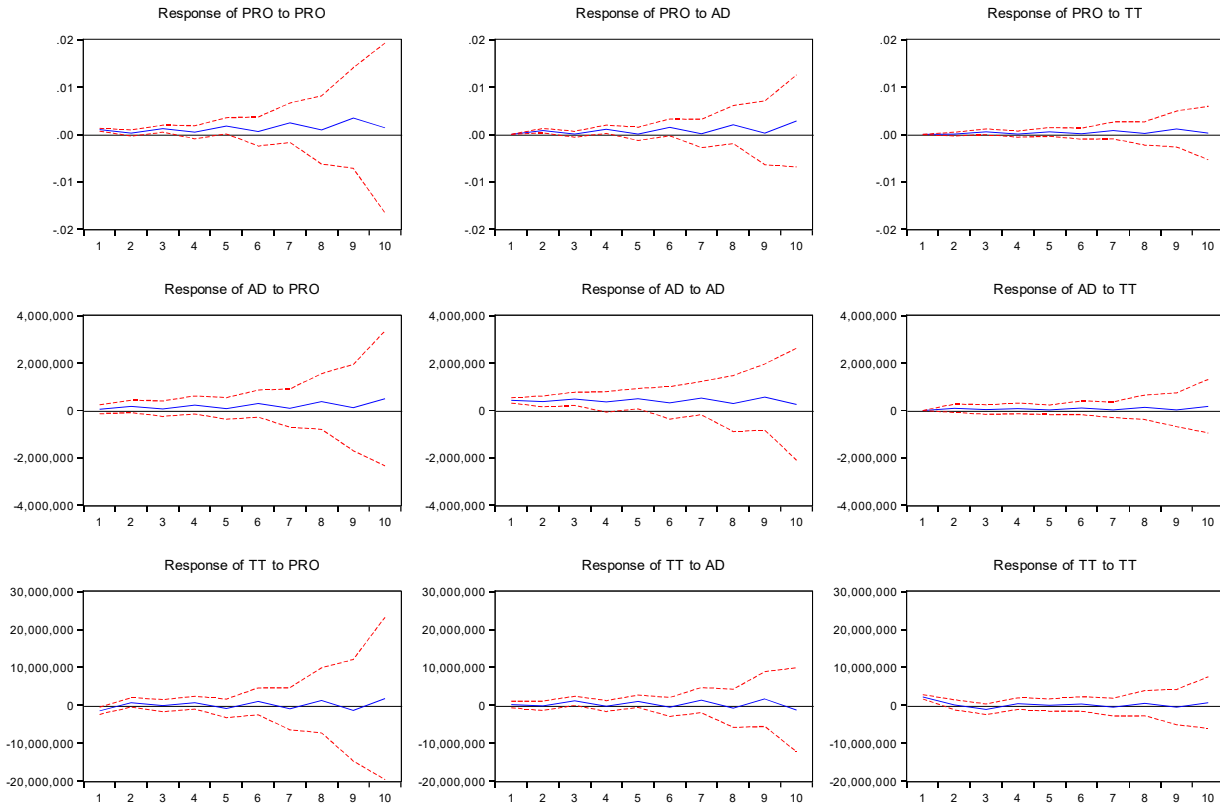 Response of PRO to PRO
.02
.01
.00
-.01
-.02
1 2 3 4 5 6 7 8 9 10
Response of PRO to AD
.02
.01
.00
-.01
-.02
1 2 3 4 5 6 7 8 9 10
Response of PRO to TT
.02
.01
.00
-.01
-.02
1 2 3 4 5 6 7 8 9 10
Response of AD to PRO
4,000,000
2,000,000
0
-2,000,000
-4,000,000
1 2 3 4 5 6 7 8 9 10
Response of AD to AD
4,000,000
2,000,000
0
-2,000,000
-4,000,000
1 2 3 4 5 6 7 8 9 10
Response of AD to TT
4,000,000
2,000,000
0
-2,000,000
-4,000,000
1 2 3 4 5 6 7 8 9 10
Response of TT to PRO
30,000,000
20,000,000
10,000,000
0
-10,000,000
-20,000,000
1 2 3 4 5 6 7 8 9 10
Response of TT to AD
30,000,000
20,000,000
10,000,000
0
-10,000,000
-20,000,000
1 2 3 4 5 6 7 8 9 10
Response of TT to TT
30,000,000
20,000,000
10,000,000
0
-10,000,000
-20,000,000
1 2 3 4 5 6 7 8 9 10